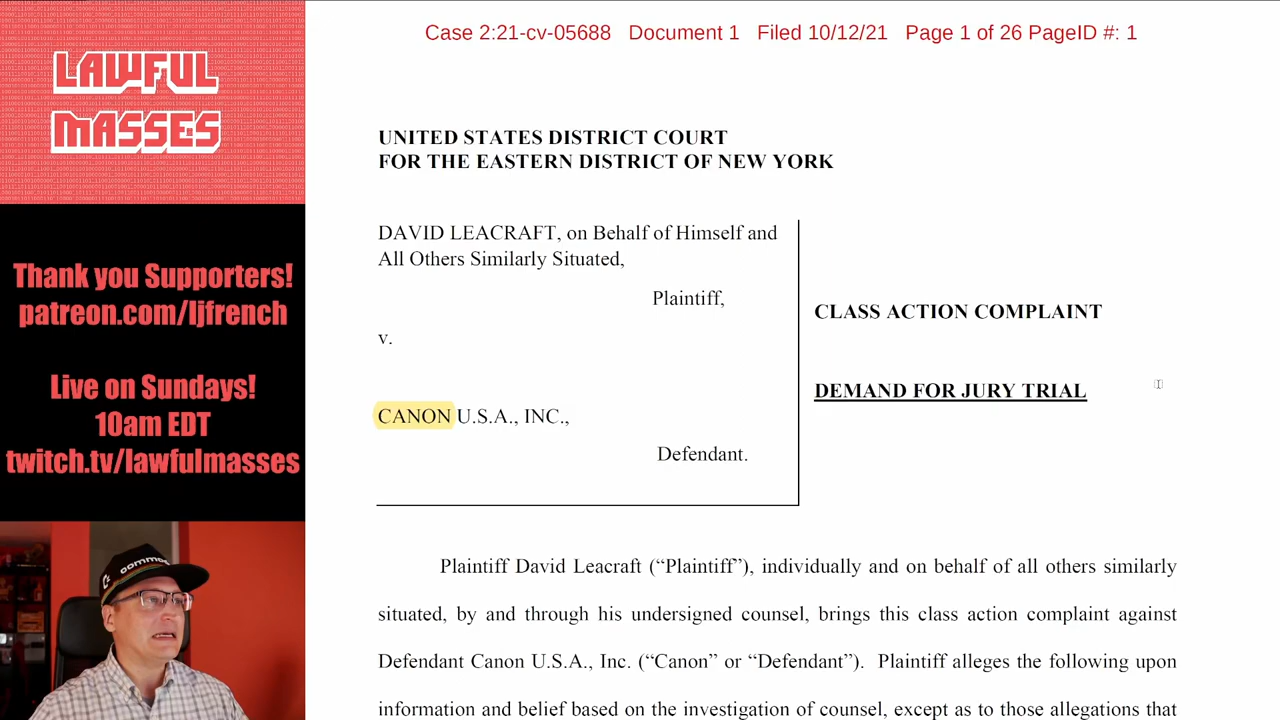 LAWFUL
MASSES
Thank you Supporters!
patreon.com/ljfrench
Live on Sundays!
10am EDT
twitch.tv/lawfulmasses
Case 2:21-cv-05688 Document 1 Filed 10/12/21 Page 1 of 26 PageID #: 1
UNITED STATES DISTRICT COURT
FOR THE EASTERN DISTRICT OF NEW YORK
DAVID LEACRAFT, on Behalf of Himself and
All Others Similarly Situated,
Plaintiff,
v.
CANON U.S.A., INC.,
Defendant.
CLASS ACTION COMPLAINT
DEMAND FOR JURY TRIAL
Plaintiff David Leacraft (“Plaintiff”), individually and on behalf of all others similarly
situated, by and through his undersigned counsel, brings this class action complaint against
Defendant Canon U.S.A., Inc. (“Canon” or “Defendant”). Plaintiff alleges the following upon
information and belief based on the investigation of counsel, except as to those allegations that